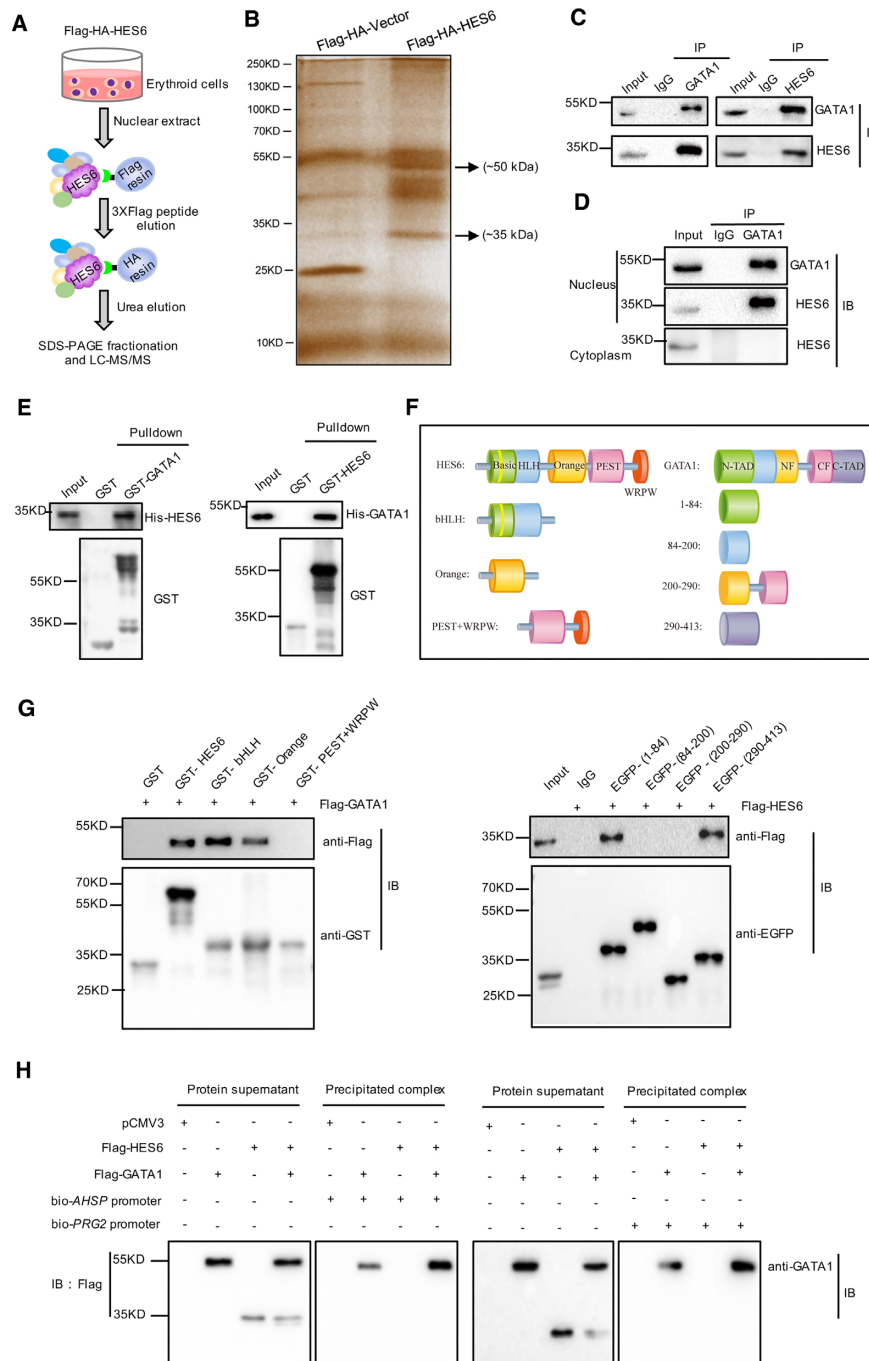 A
Flag-HA-HES6
Erythroid cells
Nuclear extract
HES6
Flag resin
3XFlag peptide elution
HES6
HA resin
Urea elution
SDS-PAGE fractionation and LC-MS/MS
B
Flag-HA-Vector
Flag-HA-HES6
250KD
130KD
100KD
70KD
55KD
35KD
25KD
10KD
(~50 kDa)
(~35 kDa)
C
IP
IP
Input
IgG
GATA1
Input
IgG
HES6
55KD
GATA1
35KD
HES6
D
IP
Input
IgG
GATA1
Nucleus
55KD
GATA1
35KD
HES6
IB
Cytoplasm
35KD
HES6
E
Pulldown
Input
GST
GST-GATA1
35KD
His-HES6
55KD
35KD
GST
Pulldown
Input
GST
GST-HES6
55KD
His-GATA1
55KD
35KD
GST
F
HES6:
Basic
HLH
Orange
PEST
WRPW
bHLH:
Orange:
PEST+WRPW:
GATA1:
N-TAD
NF
CF
C-TAD
1-84:
84-200:
200-290:
290-413:
G
GST
GST- HES6
GST- bHLH
GST- Orange
GST- PEST+WRPW
+ + + + +
Flag-GATA1
55KD
anti-Flag
IB
70KD
55KD
35KD
25KD
anti-GST
Input
IgG
EGFP- (1-84)
EGFP- (84-200)
EGFP- (200-290)
EGFP- (290-413)
+ + + + +
Flag-HES6
35KD
anti-Flag
IB
70KD
55KD
35KD
25KD
anti-EGFP
H
Protein supernatant
Precipitated complex
Protein supernatant
Precipitated complex
pCMV3 + - - - + - - - + - - - + - - -
Flag-HES6 - - + + - - + + - - + + - - + +
Flag-GATA1 - + - + - + - + - + - + - + - +
bio-AHSP promoter - - - - + + + + - - - - - - - -
bio-PRG2 promoter - - - - - - - - - - - - + + + +
IB : Flag
55KD
35KD
anti-GATA1
IB